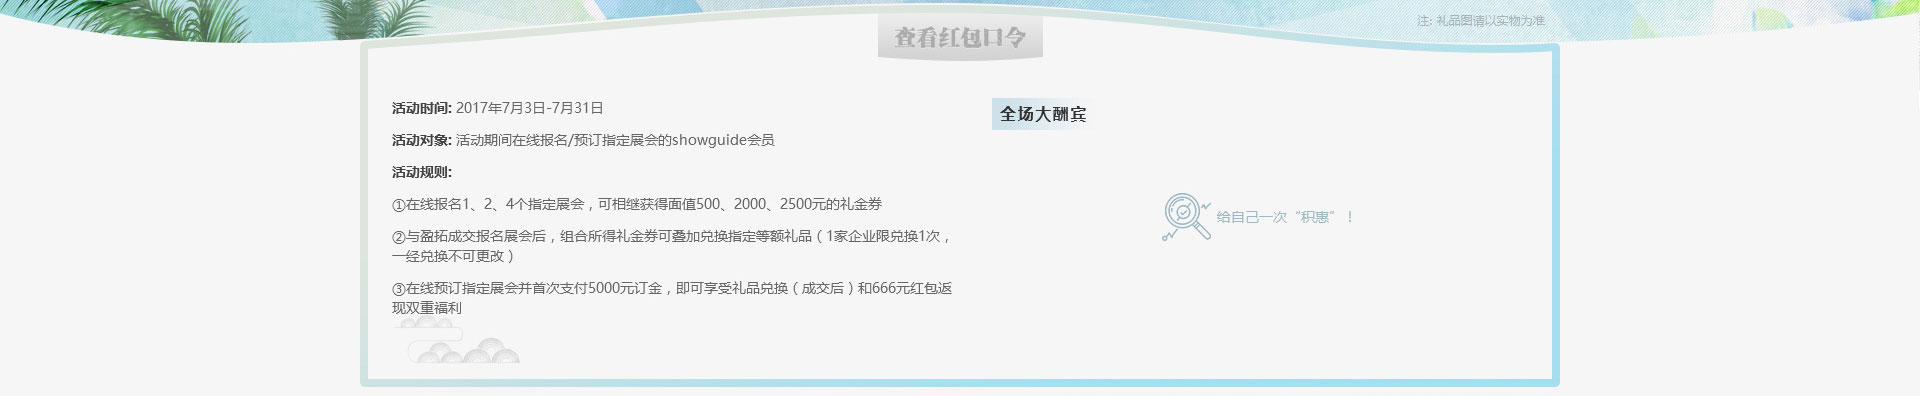 注: 礼品图请以实物为准
查看红包口令
活动时间: 2017年7月3日-7月31日
活动对象: 活动期间在线报名/预订指定展会的showguide会员
活动规则:
①在线报名1、2、4个指定展会，可相继获得面值500、2000、2500元的礼金券
②与盈拓成交报名展会后，组合所得礼金券可叠加兑换指定等额礼品（1家企业限兑换1次，
一经兑换不可更改）
③在线预订指定展会并首次支付5000元订金，即可享受礼品兑换（成交后）和666元红包返
现双重福利
全场大酬宾
给自己一次“积惠”！